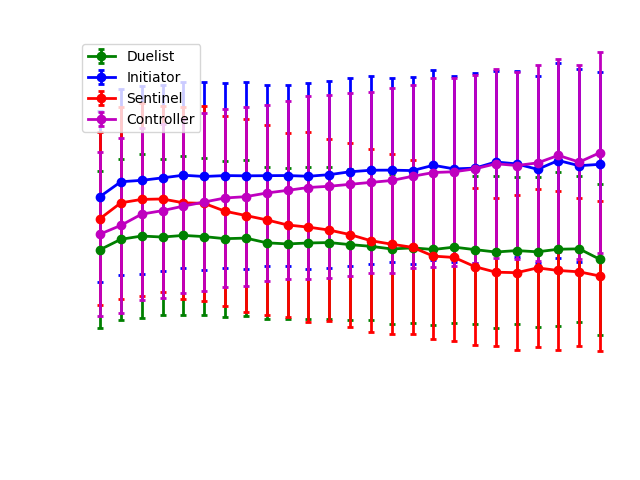 Duelist
Initiator
Sentinel
Controller